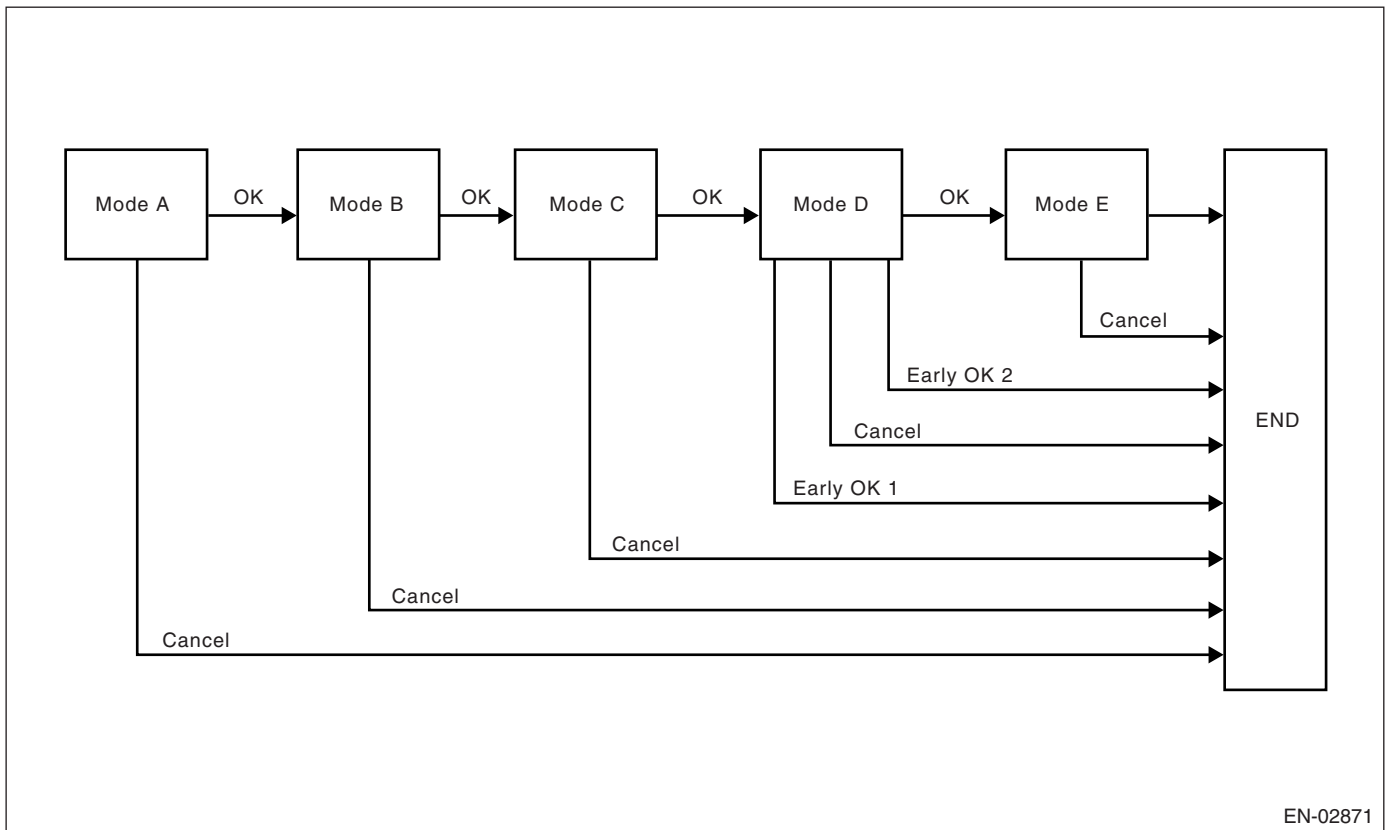 OK
OK
OK
OK
Mode A
Mode B
Mode C
Mode D
Mode E
Cancel
Early OK 2
END
Cancel
Early OK 1
Cancel
Cancel
Cancel
EN-02871